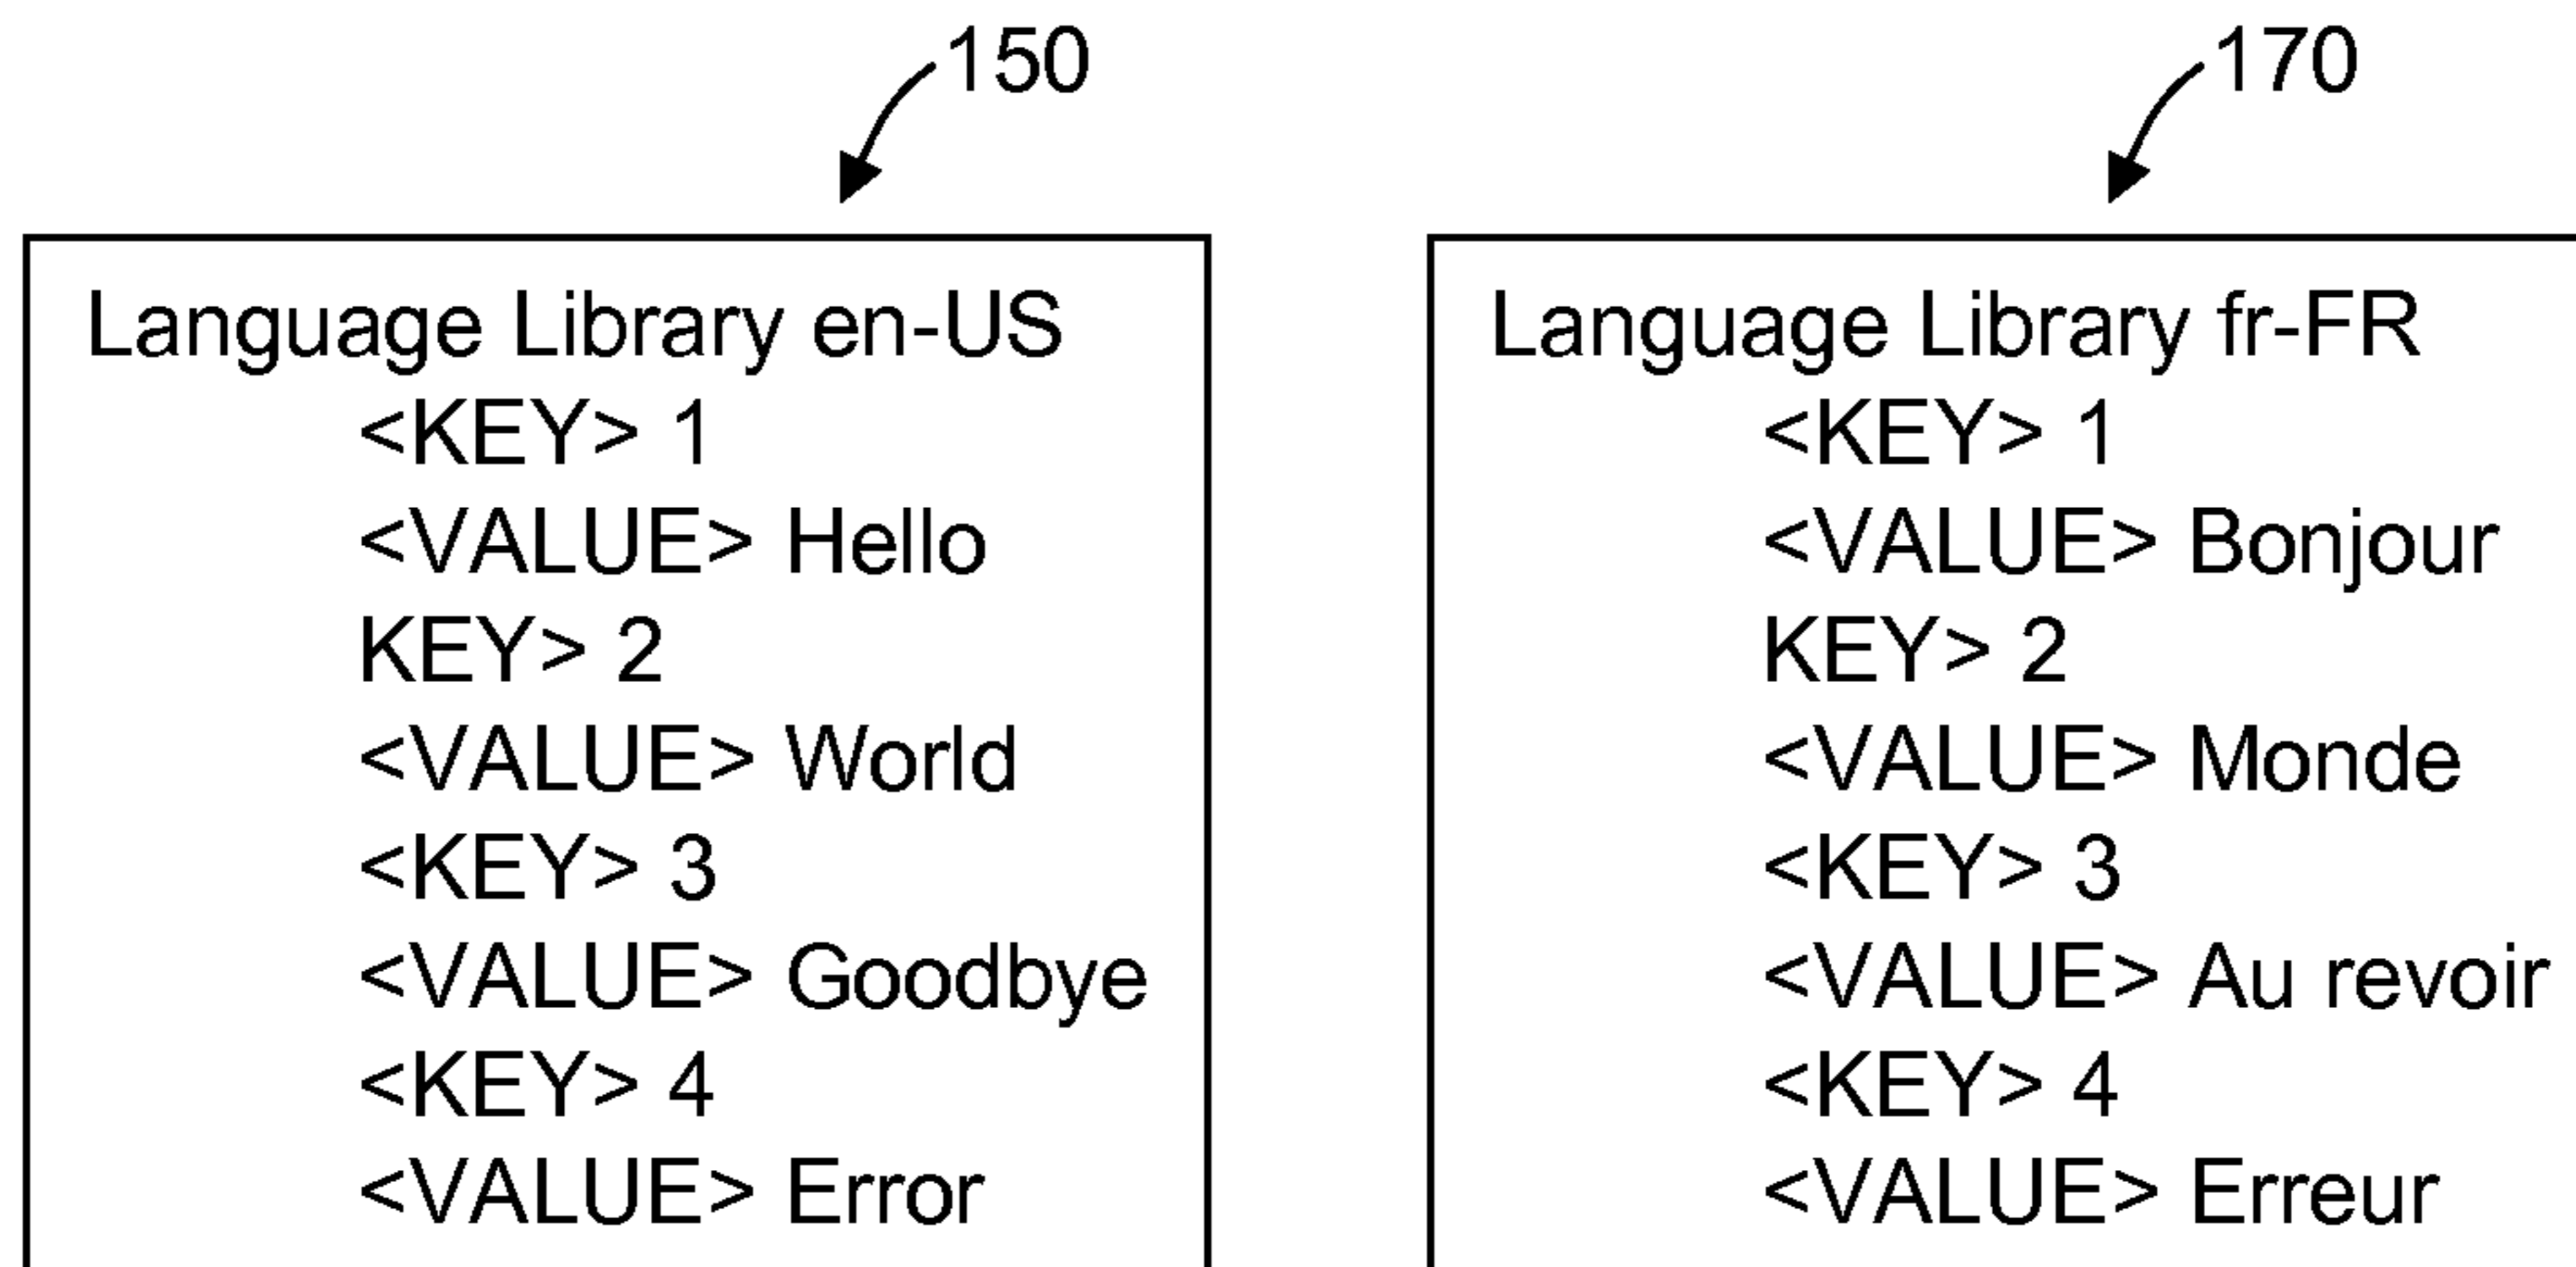 150
Language Library en-US
<KEY> 1
<VALUE> Hello
KEY> 2
<VALUE> World
<KEY> 3
<VALUE> Goodbye
<KEY> 4
<VALUE> Error
170
Language Library fr-FR
<KEY> 1
<VALUE> Bonjour
KEY> 2
<VALUE> Monde
<KEY> 3
<VALUE> Au revoir
<KEY> 4
<VALUE> Erreur